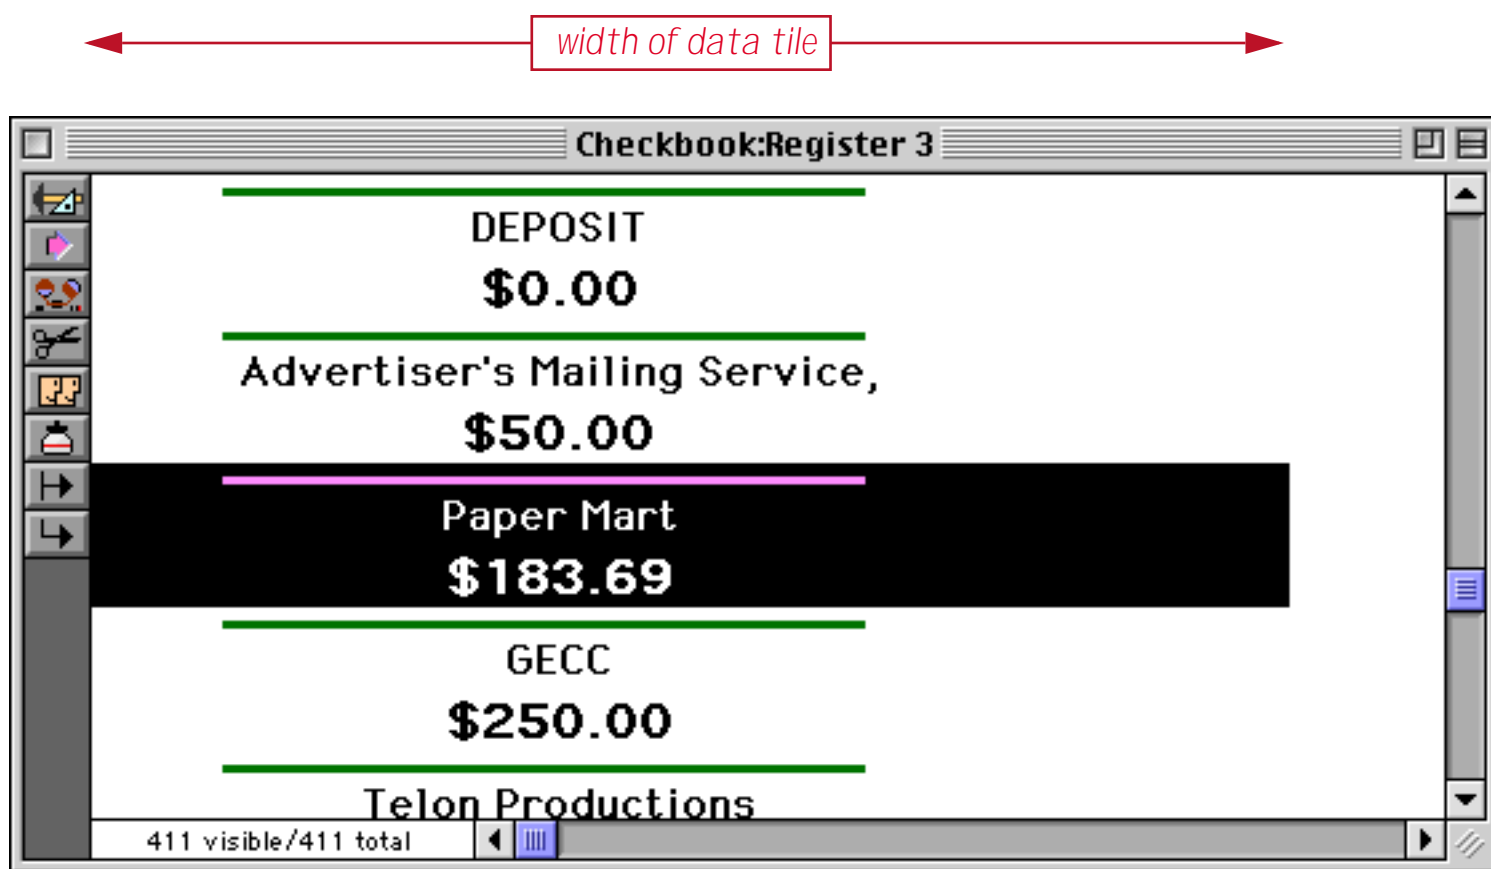 width of data tile
Checkbook:Register 3
DEPOSIT
$0.00
Advertiser's Mailing Service,
$50.00
Paper Mart
$183.69
GECC
$250.00
Telon Productions
411 visible/411 total